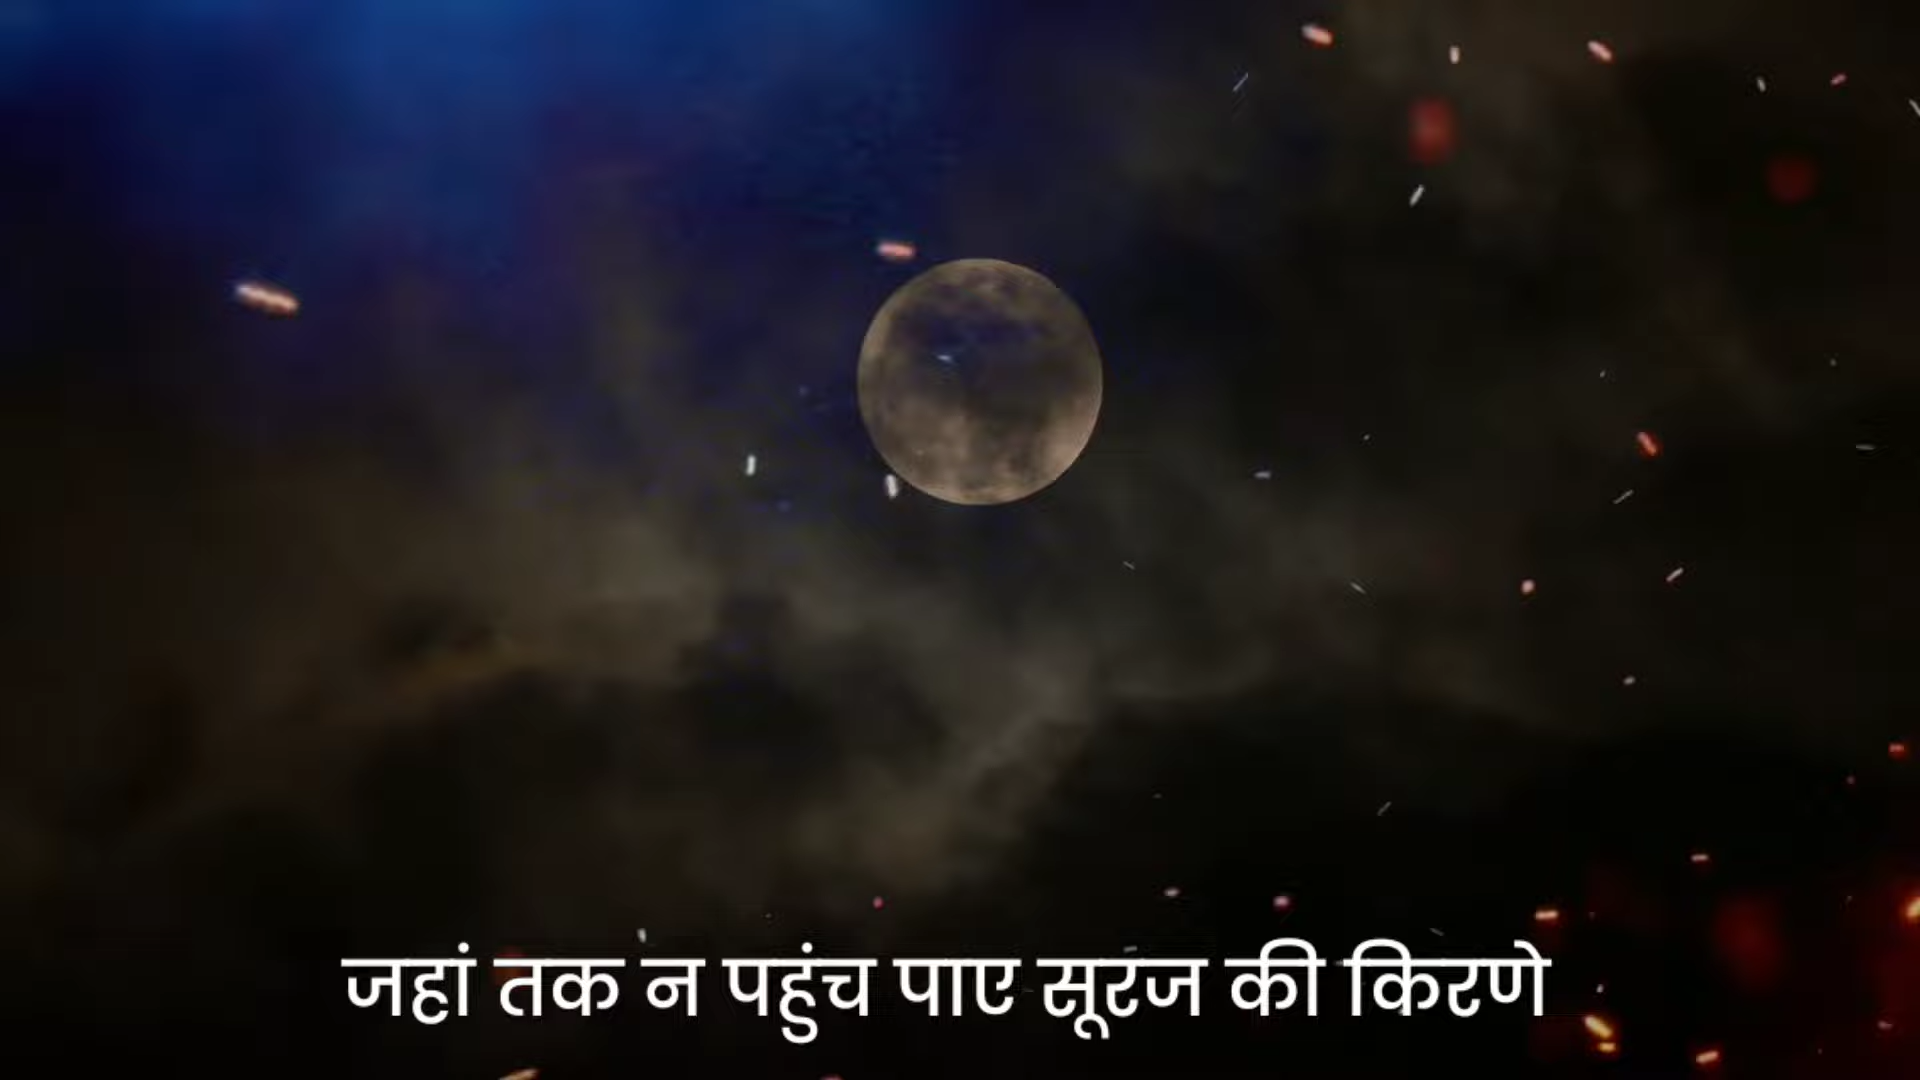 जहां तक न पहुंच पाए सूरज की किरणे